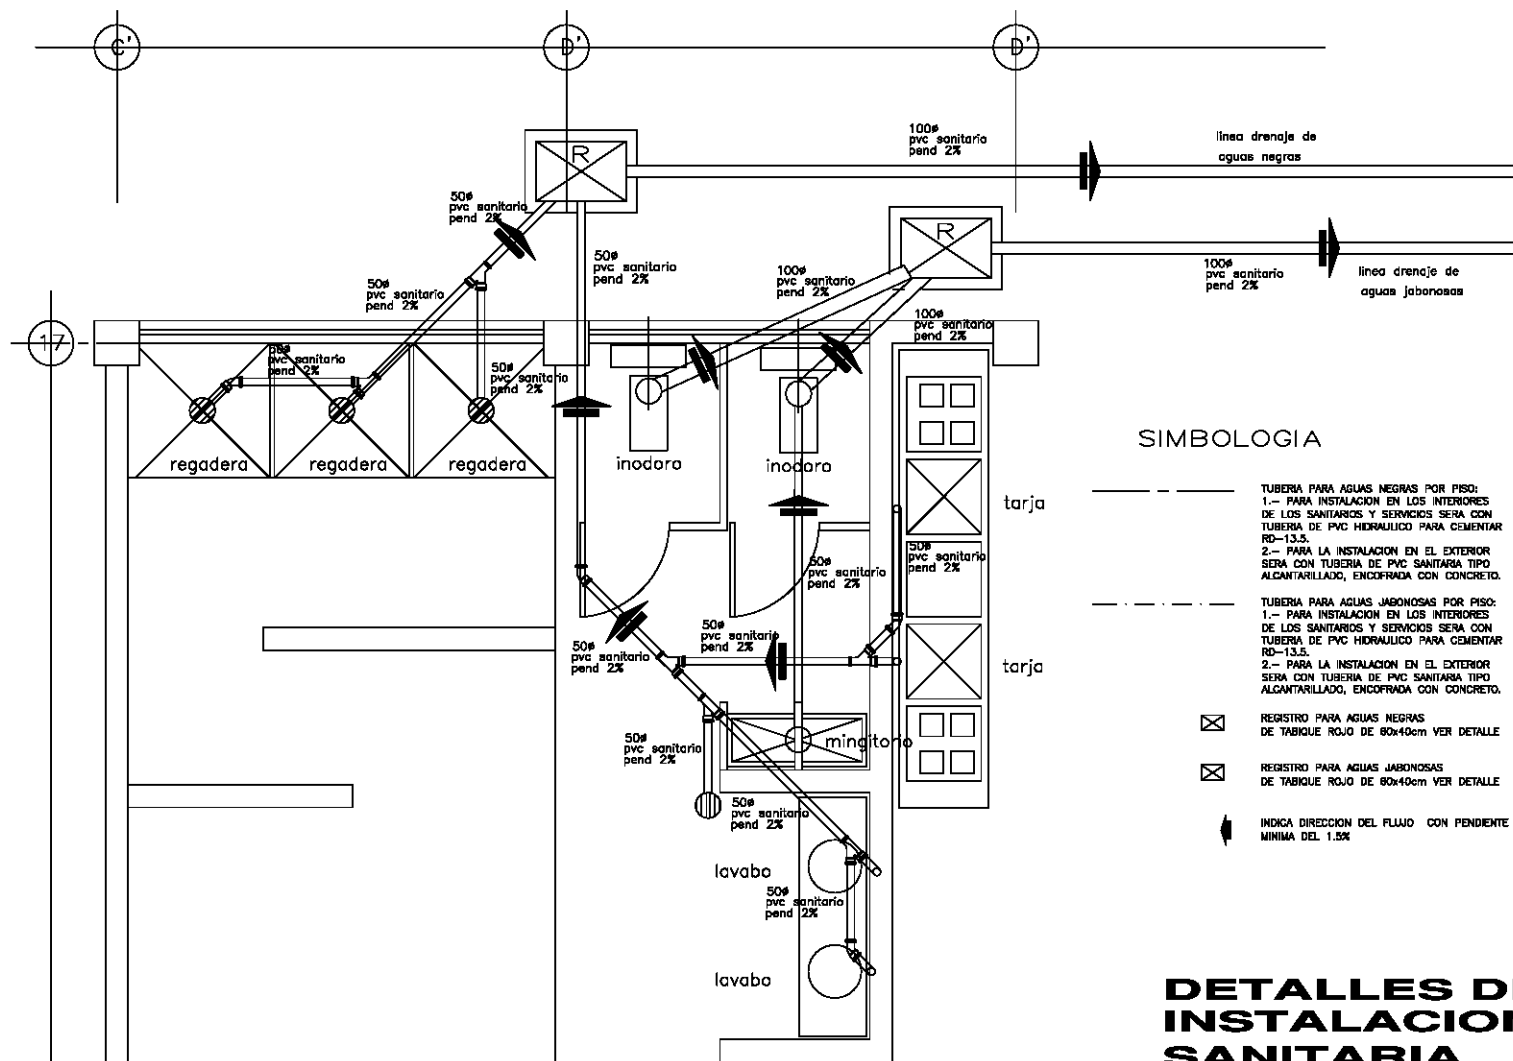 C'
D'
D'
100ø
pvc sanitario
pend 2%
linea drenaje de
aguas negras
R
50ø
pvc sanitario
pend 2%
R
50ø
pvc sanitario
pend 2%
100ø
pvc sanitario
pend 2%
100ø
pvc sanitario
pend 2%
linea drenaje de
aguas jabonosas
50ø
pvc sanitario
pend 2%
100ø
pvc sanitario
pend 2%
17
50ø
pvc sanitario
pend 2%
50ø
pvc sanitario
pend 2%
regadera
regadera
regadera
inodoro
inodoro
SIMBOLOGIA
tarja
TUBERIA PARA AGUAS NEGRAS POR PISO:
1.- PARA INSTALACION EN LOS INTERIORES
DE LOS SANITARIOS Y SERVICIOS SERA CON
TUBERIA DE PVC HIDRAULICO PARA CEMENTAR
RD-13.5.
2.- PARA LA INSTALACION EN EL EXTERIOR
SERA CON TUBERIA DE PVC SANITARIA TIPO
ALCANTARILLADO, ENCOFRADA CON CONCRETO.
50ø
pvc sanitario
pend 2%
50ø
pvc sanitario
pend 2%
TUBERIA PARA AGUAS JABONOSAS POR PISO:
1.- PARA INSTALACION EN LOS INTERIORES
DE LOS SANITARIOS Y SERVICIOS SERA CON
TUBERIA DE PVC HIDRAULICO PARA CEMENTAR
RD-13.5.
2.- PARA LA INSTALACION EN EL EXTERIOR
SERA CON TUBERIA DE PVC SANITARIA TIPO
ALCANTARILLADO, ENCOFRADA CON CONCRETO.
50ø
pvc sanitario
pend 2%
50ø
pvc sanitario
pend 2%
tarja
REGISTRO PARA AGUAS NEGRAS
DE TABIQUE ROJO DE 60x40cm VER DETALLE
50ø
pvc sanitario
pend 2%
mingitorio
REGISTRO PARA AGUAS JABONOSAS
DE TABIQUE ROJO DE 60x40cm VER DETALLE
50ø
pvc sanitario
pend 2%
INDICA DIRECCION DEL FLUJO CON PENDIENTE
MINIMA DEL 1.5%
lavabo
50ø
pvc sanitario
pend 2%
lavabo
DETALLES D
INSTALACIO
SANITARIA